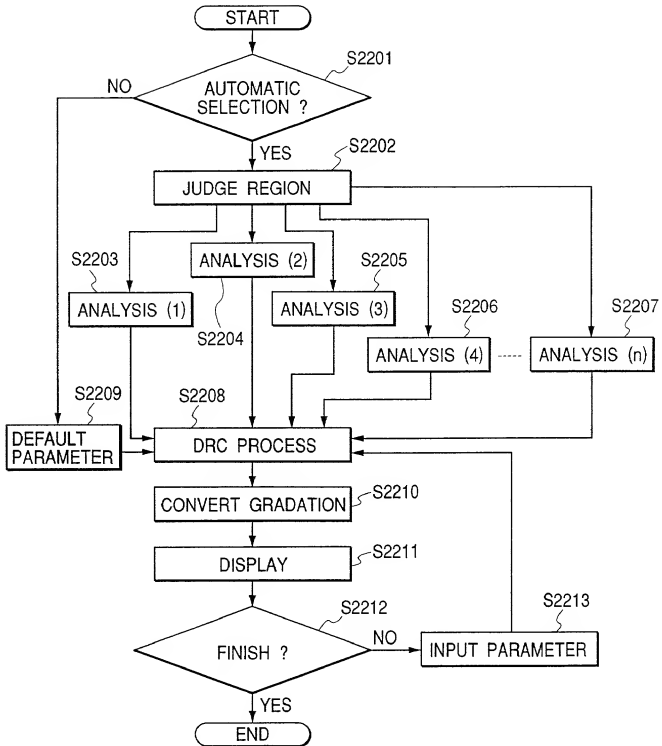 START
S2201
AUTOMATIC
SELECTION ?
NO
YES
S2202
JUDGE REGION
S2203
ANALYSIS (1)
ANALYSIS (2)
S2204
S2205
ANALYSIS (3)
S2206
ANALYSIS (4)
S2207
ANALYSIS (n)
S2209
DEFAULT
PARAMETER
S2208
DRC PROCESS
S2210
CONVERT GRADATION
S2211
DISPLAY
S2212
FINISH ?
NO
S2213
INPUT PARAMETER
YES
END